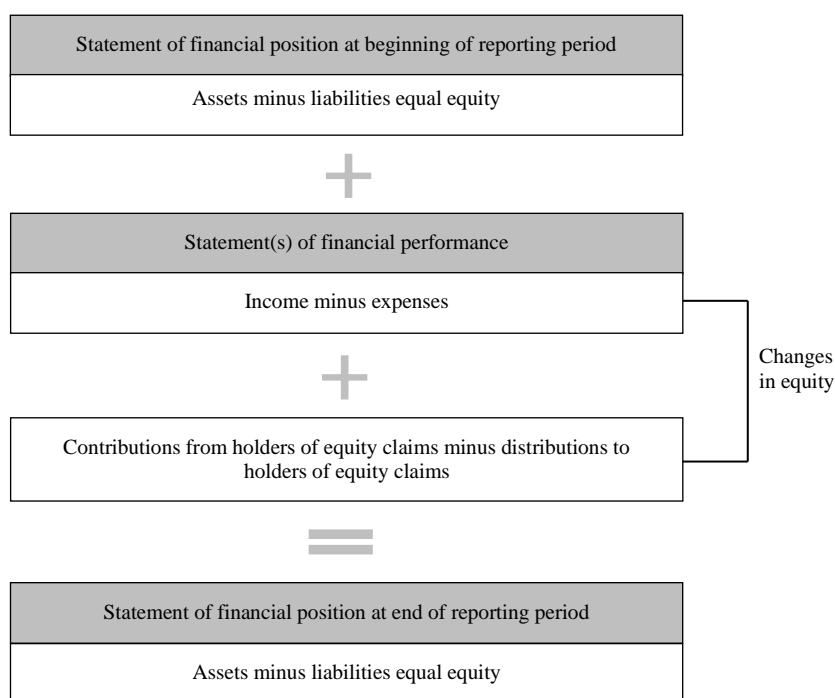 Statement of financial position at beginning of reporting period
Assets minus liabilities equal equity
+
Statement(s) of financial performance
Income minus expenses
+
Changes
in equity
Contributions from holders of equity claims minus distributions to
holders of equity claims
=
Statement of financial position at end of reporting period
Assets minus liabilities equal equity